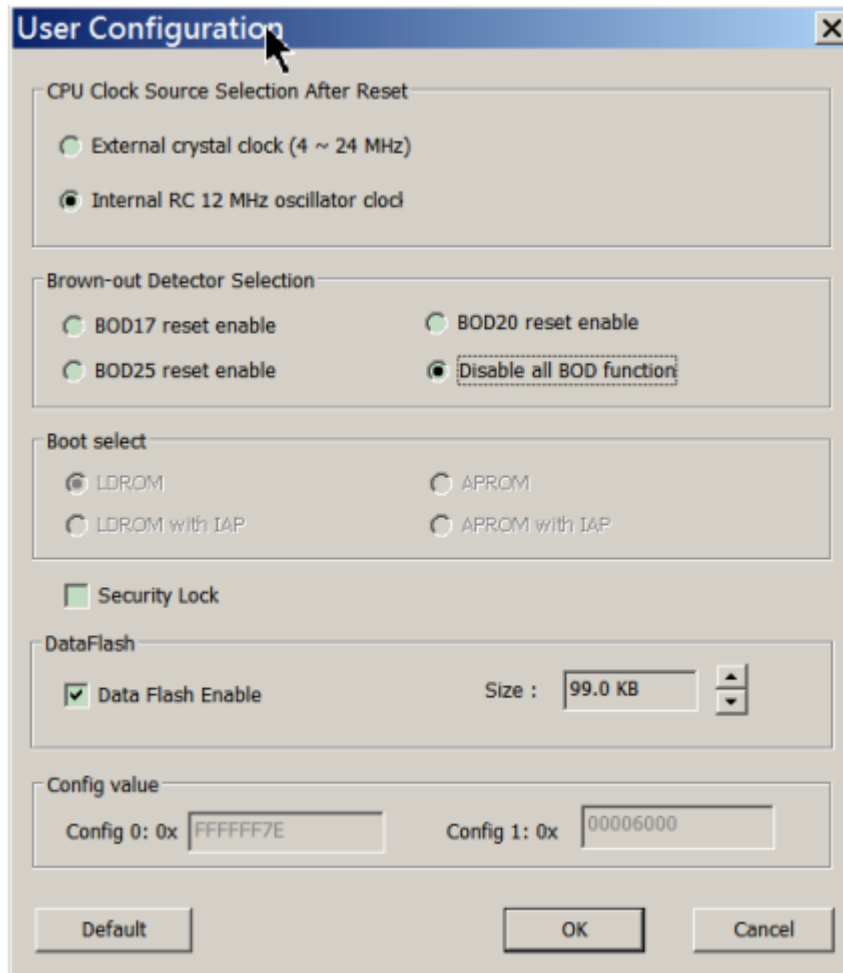 User Configuration
CPU Clock Source Selection After Reset
External crystal clock (4 ~ 24 MHz)
Internal RC 12 MHz oscillator clock
Brown-out Detector Selection
BOD17 reset enable
BOD20 reset enable
BOD25 reset enable
Disable all BOD function
Boot select
LDROM
APROM
LDROM with IAP
APROM with IAP
Security Lock
DataFlash
Data Flash Enable
Size : 99.0 KB
Config value
Config 0: 0x FFFFFF7E
Config 1: 0x 00006000
Default
OK
Cancel